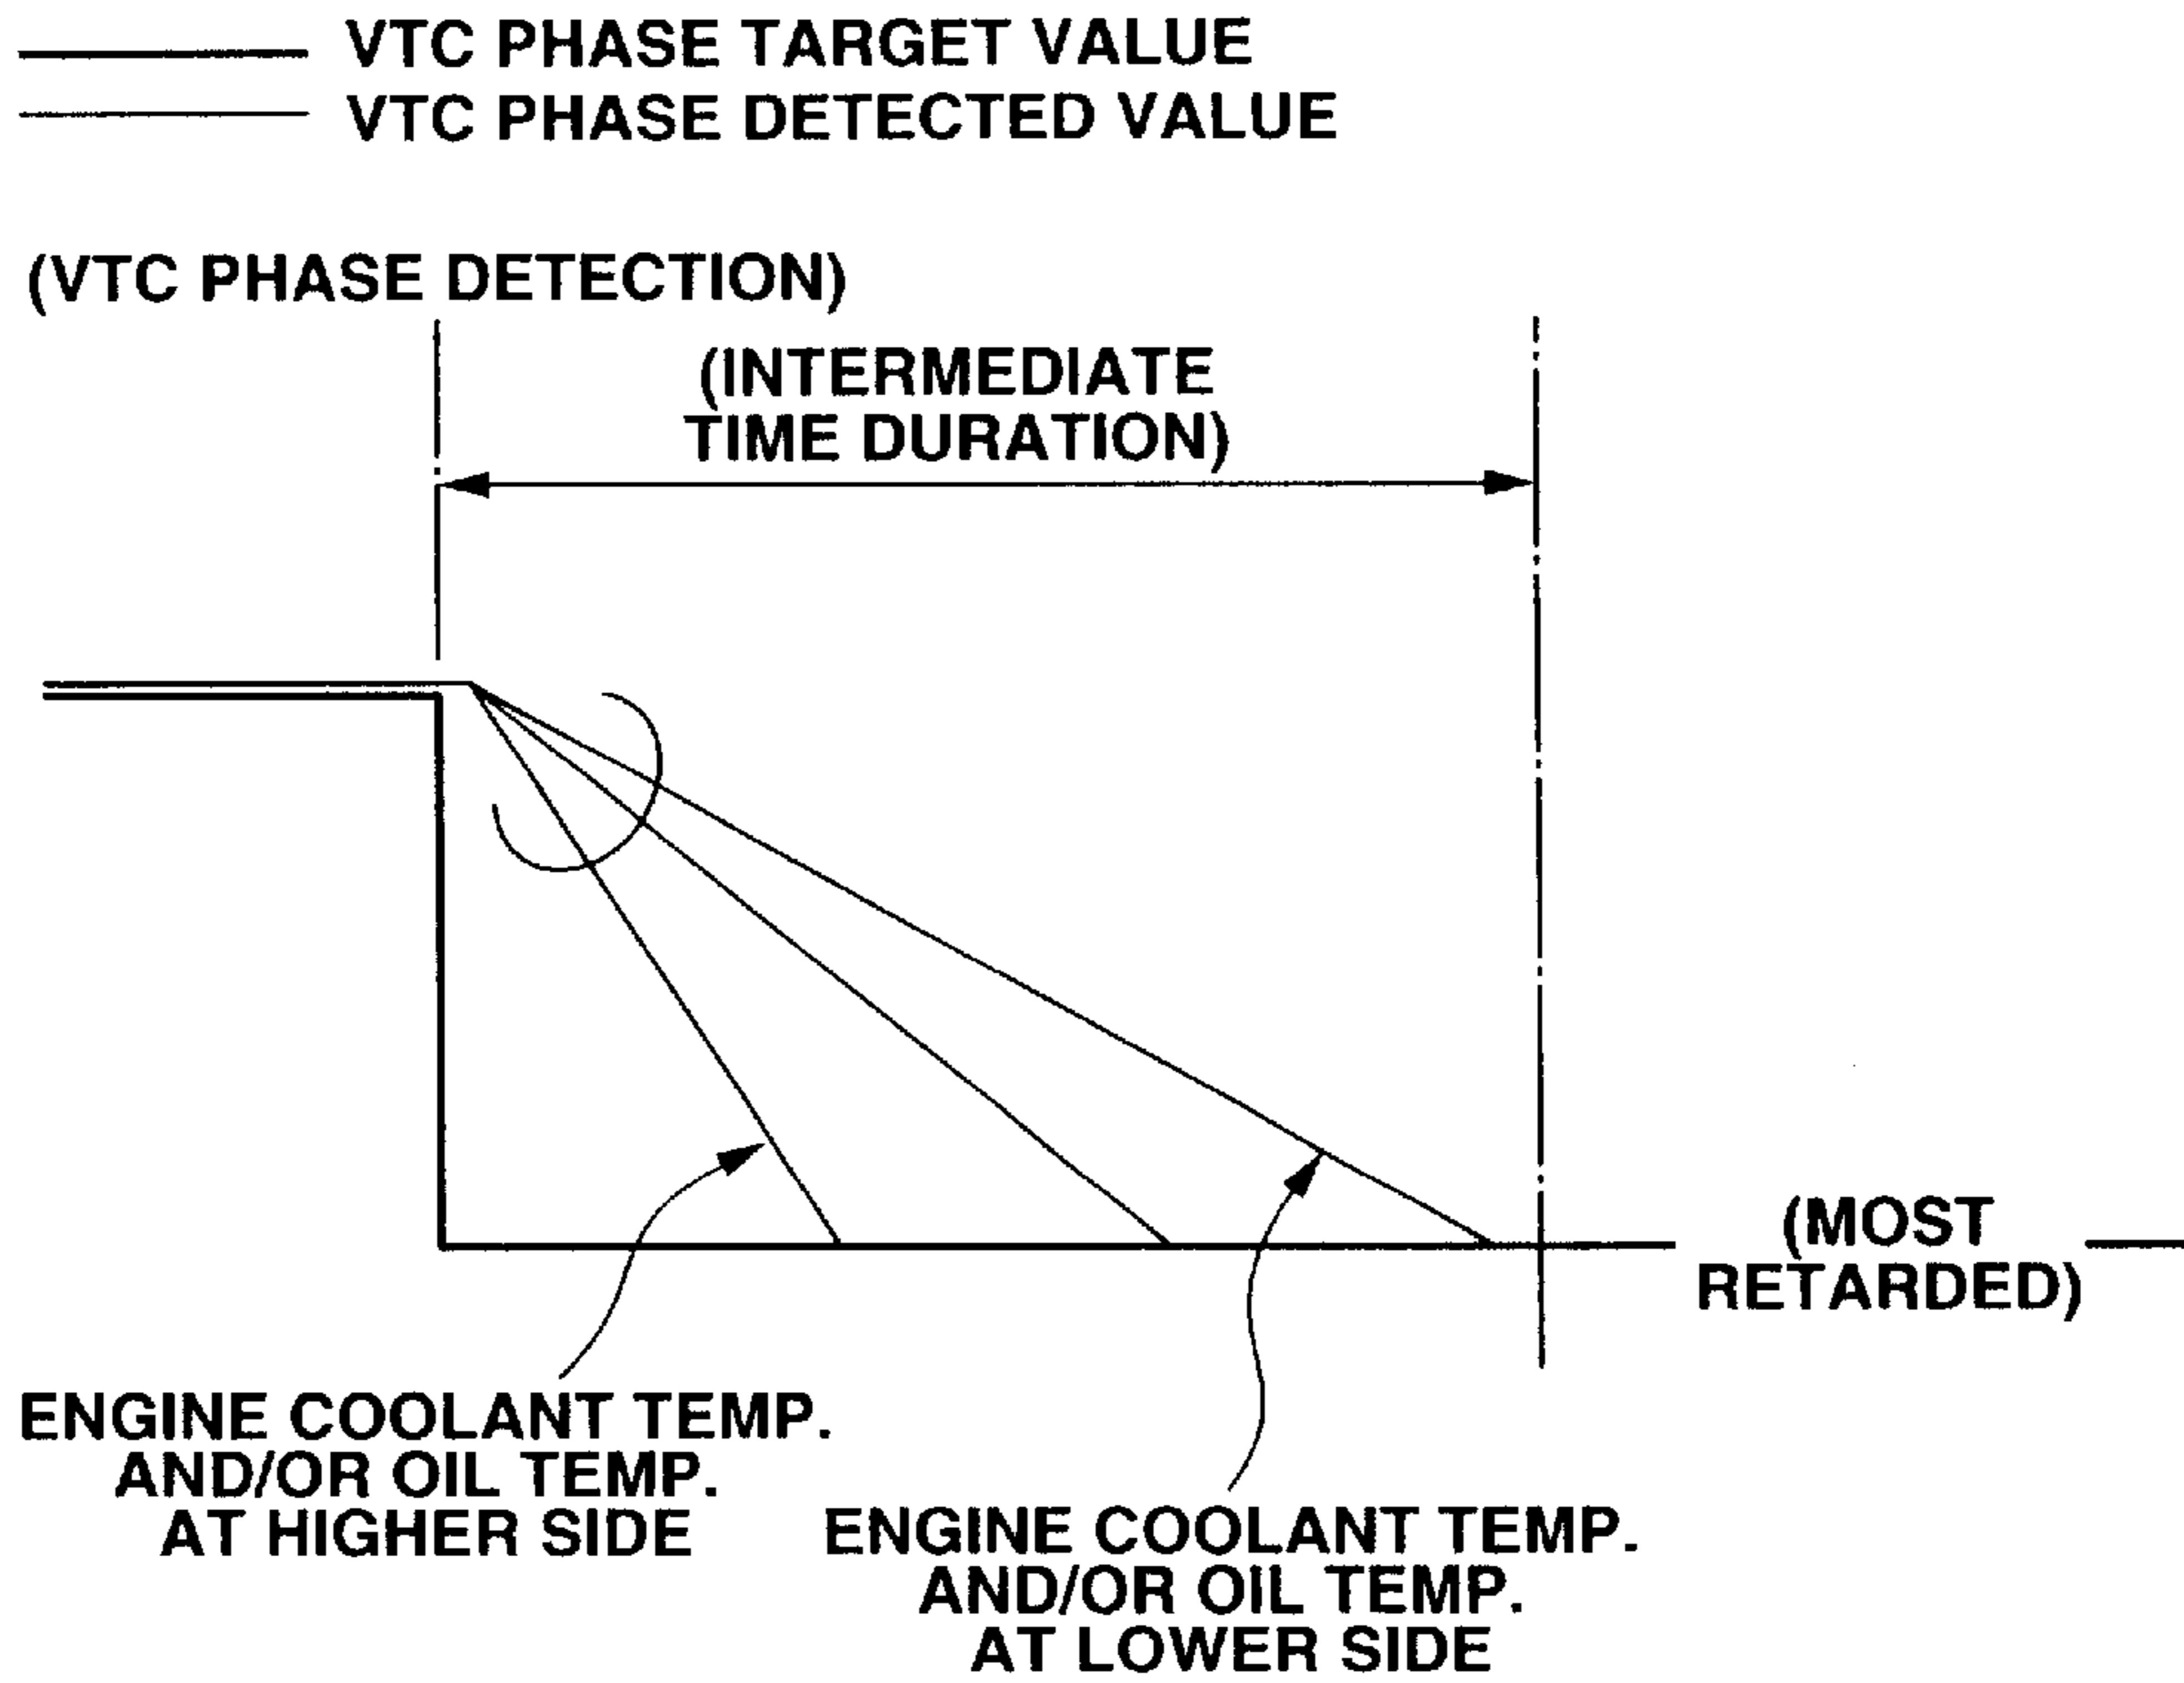 VTC PHASE TARGET VALUE
VTC PHASE DETECTED VALUE
(VTC PHASE DETECTION)
(INTERMEDIATE
TIME DURATION)
(MOST
RETARDED)
ENGINE COOLANT TEMP.
AND/OR OIL TEMP.
AT HIGHER SIDE
ENGINE COOLANT TEMP.
AND/OR OIL TEMP.
AT LOWER SIDE